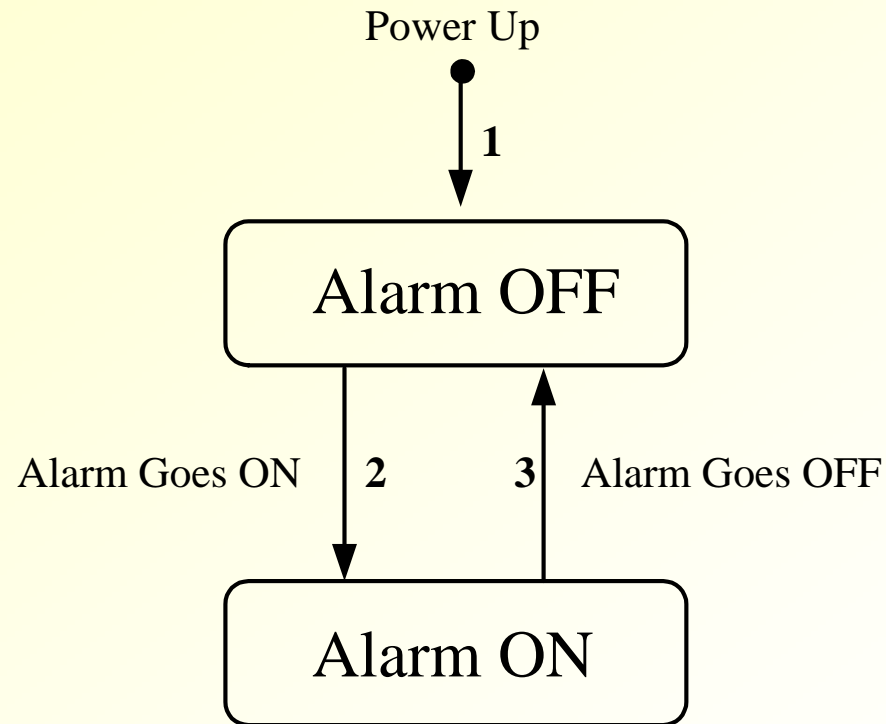 Power Up
1
Alarm OFF
Alarm Goes ON 2 3 Alarm Goes OFF
Alarm ON